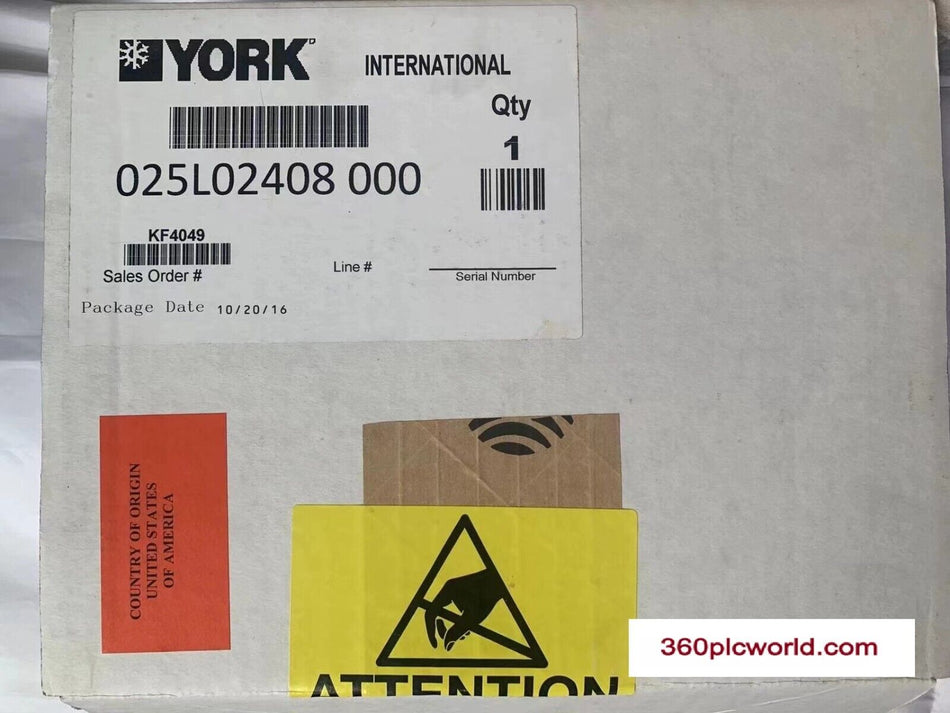 YORK
INTERNATIONAL
Qty
1
025L02408 000
KF4049
Sales Order #
Line #
Serial Number
Package Date 10/20/16
COUNTRY OF ORIGIN
UNITED STATES
OF AMERICA
ATTENTION
360plcworld.com